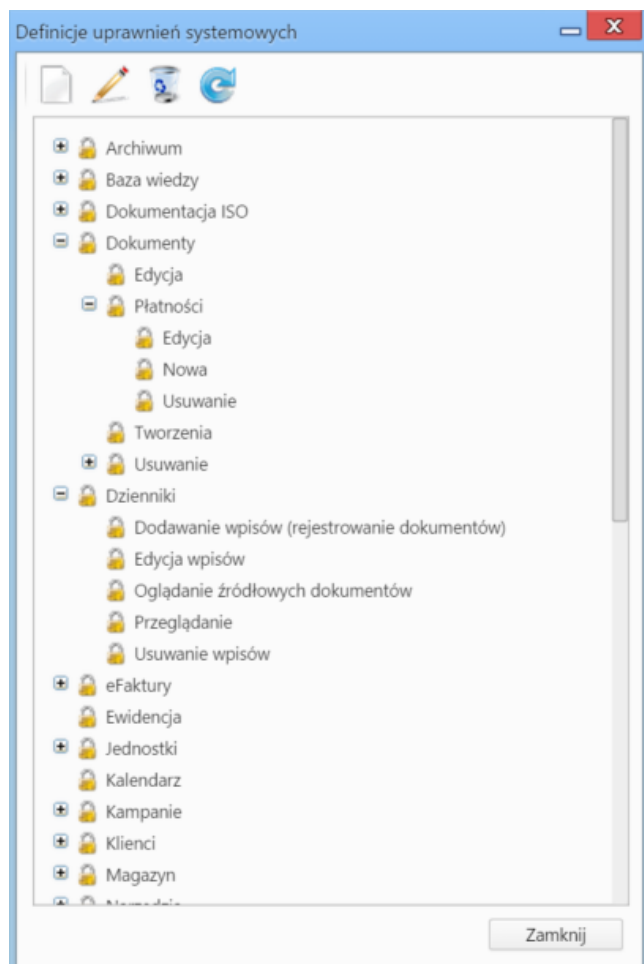 Definicje uprawnień systemowych
Archiwum
Baza wiedzy
Dokumentacja ISO
Dokumenty
Edycja
Płatności
Edycja
Nowa
Usuwanie
Tworzenia
Usuwanie
Dzienniki
Dodawanie wpisów (rejestrowanie dokumentów)
Edycja wpisów
Oglądanie źródłowych dokumentów
Przeglądanie
Usuwanie wpisów
eFaktury
Ewidencja
Jednostki
Kalendarz
Kampanie
Klienci
Magazyn
Zamknij